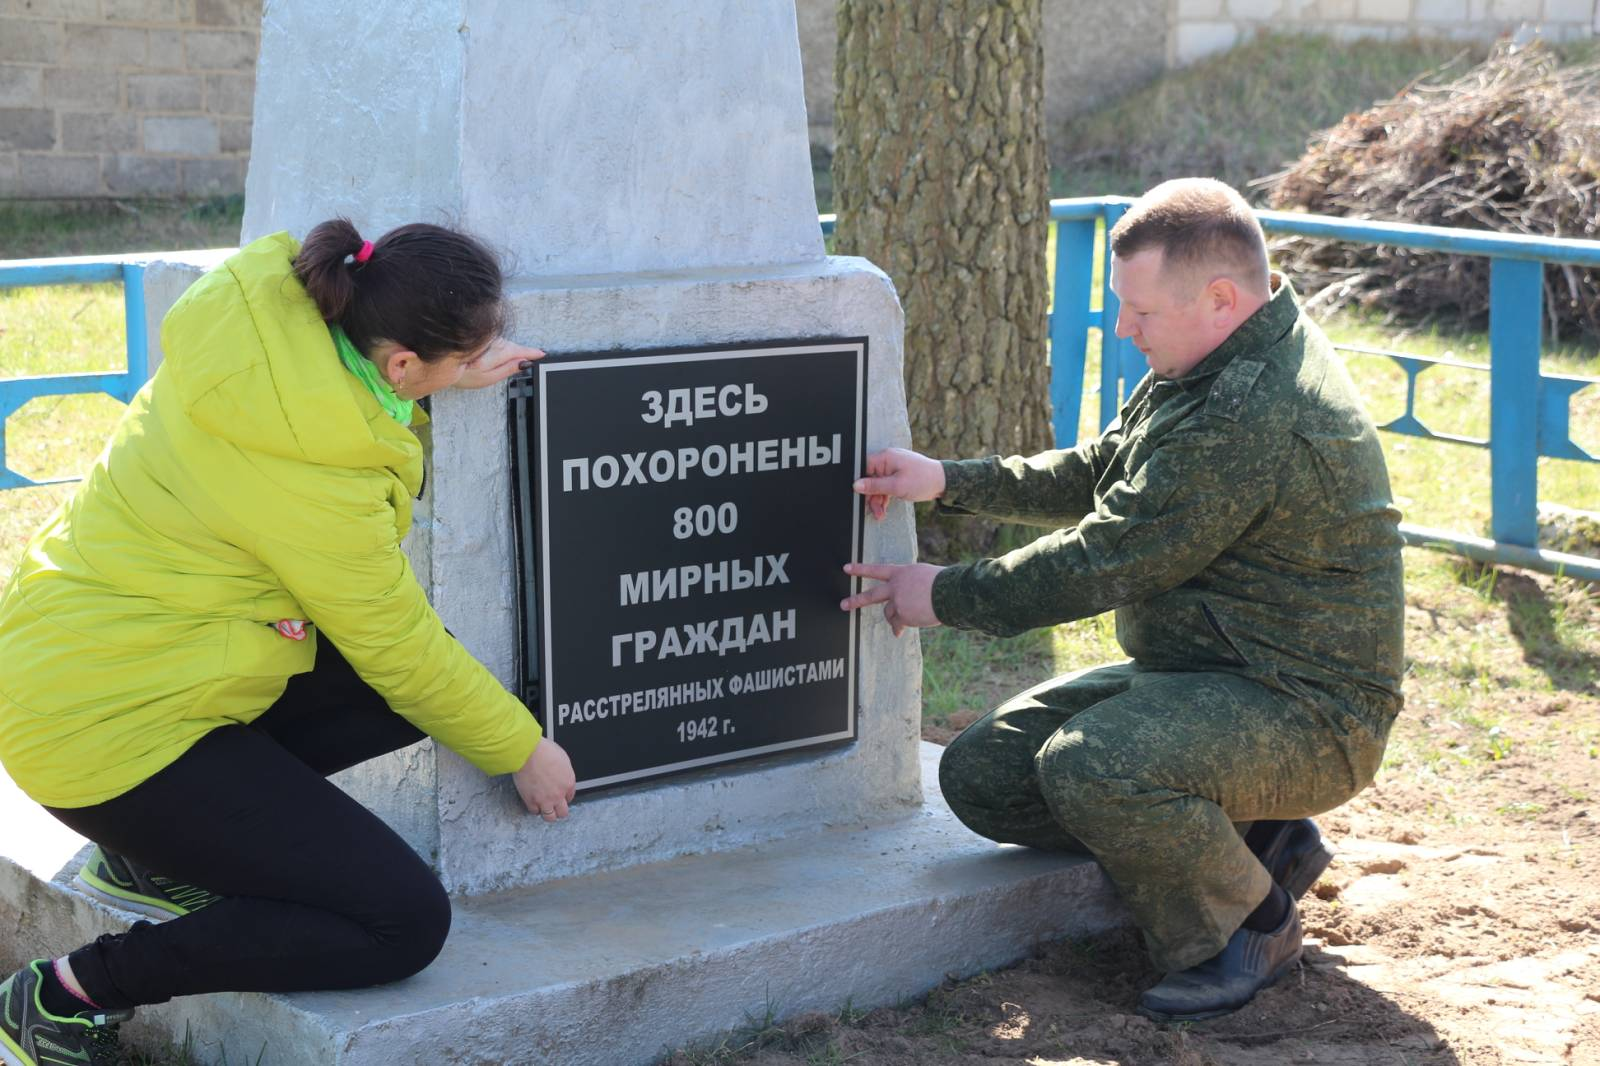 ЗДЕСЬ
ПОХОРОНЕНЫ
800
МИРНЫХ
ГРАЖДАН
РАССТРЕЛЯННЫХ ФАШИСТАМИ
1942 г.